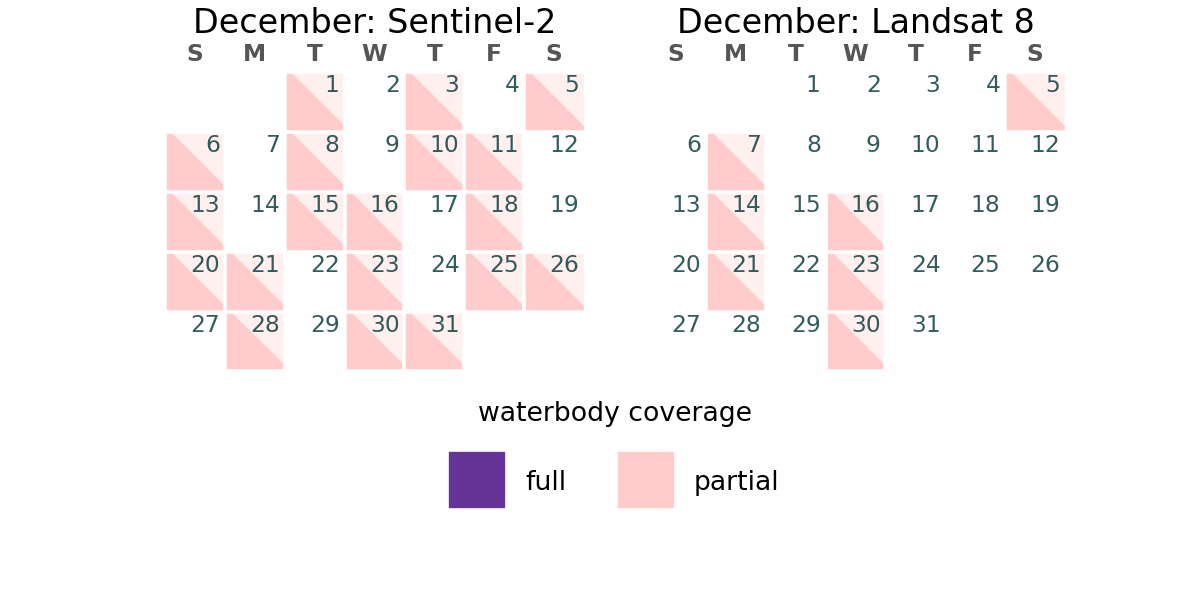 December: Sentinel-2
S M T W T F S
1 2 3 4 5
6 7 8 9 10 11 12
13 14 15 16 17 18 19
20 21 22 23 24 25 26
27 28 29 30 31
December: Landsat 8
S M T W T F S
1 2 3 4 5
6 7 8 9 10 11 12
13 14 15 16 17 18 19
20 21 22 23 24 25 26
27 28 29 30 31
waterbody coverage
full
partial